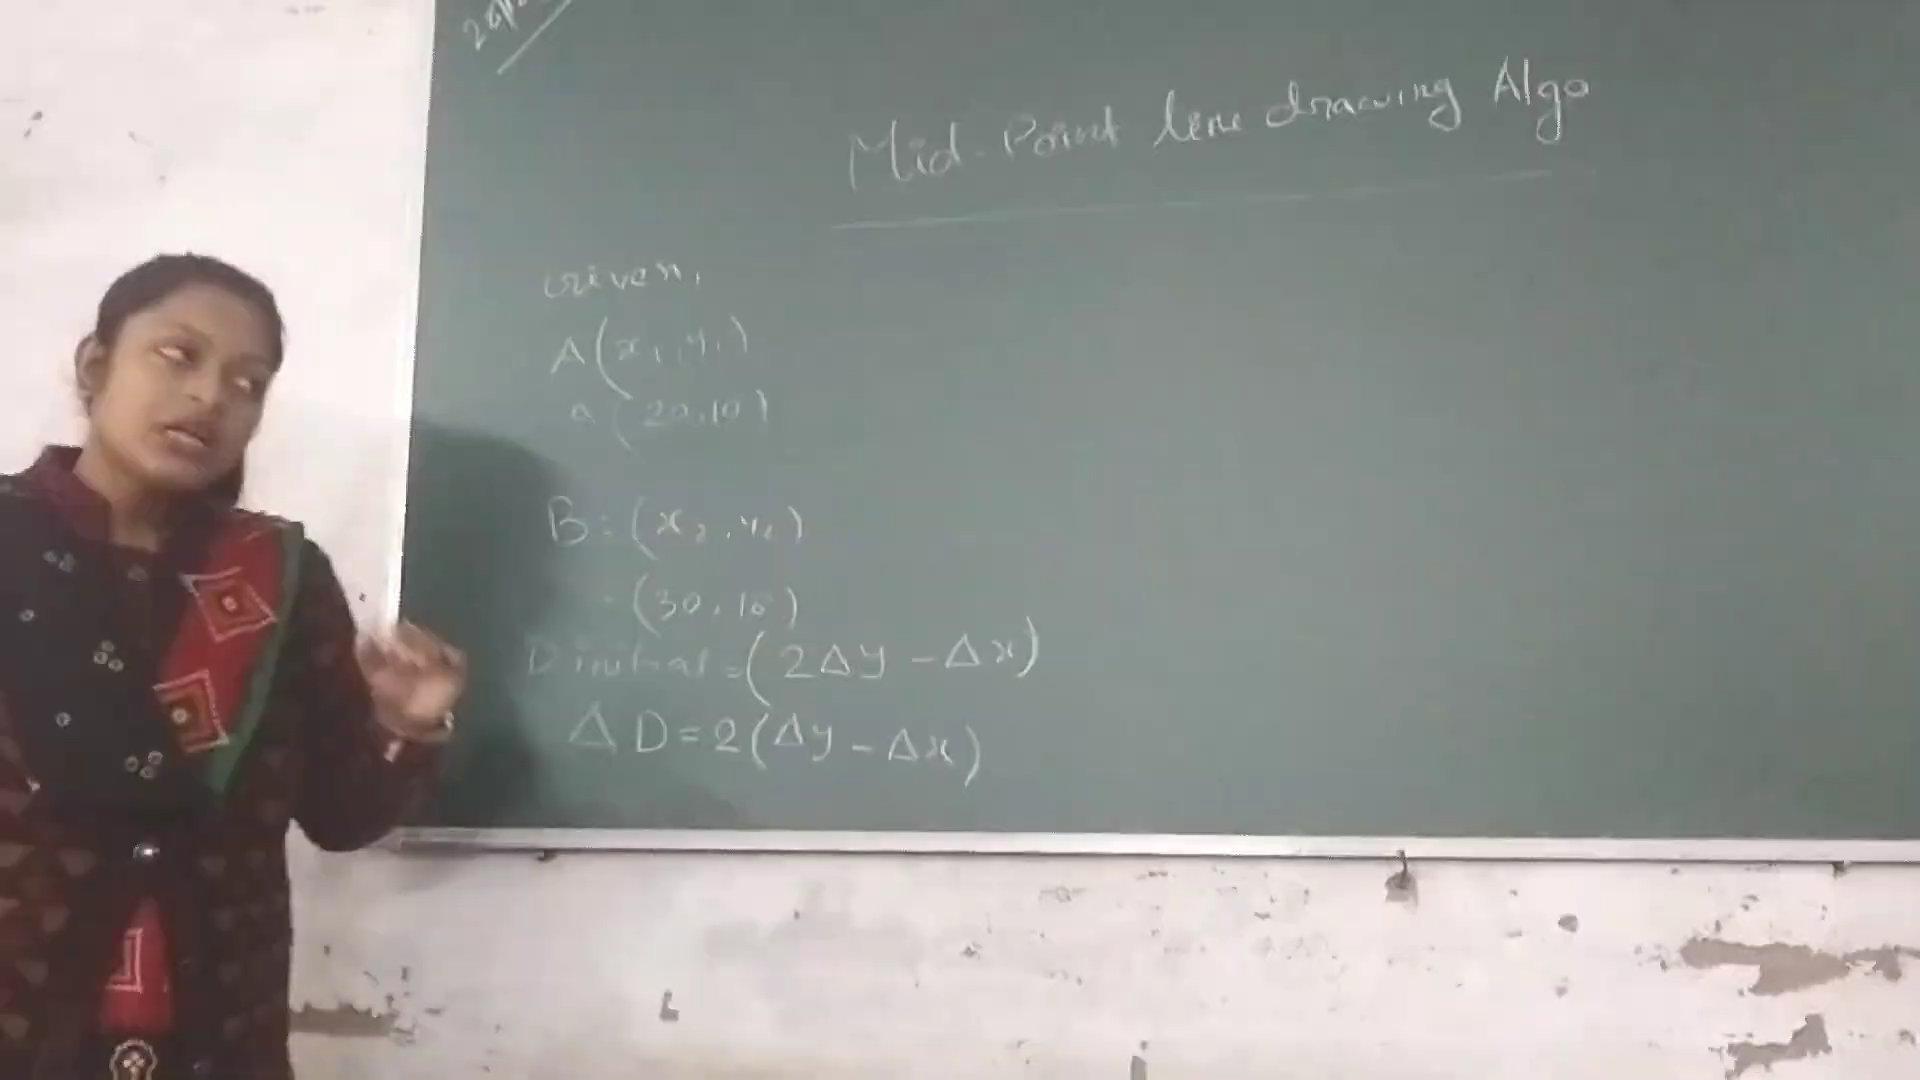 Mid-Point line drawing Algo
Given,
A(x₁,y₁)
a(20,10)
B=(x₂,y₂)
=(30,18)
D initial=(2Δy-Δx)
ΔD=2(Δy-Δx)